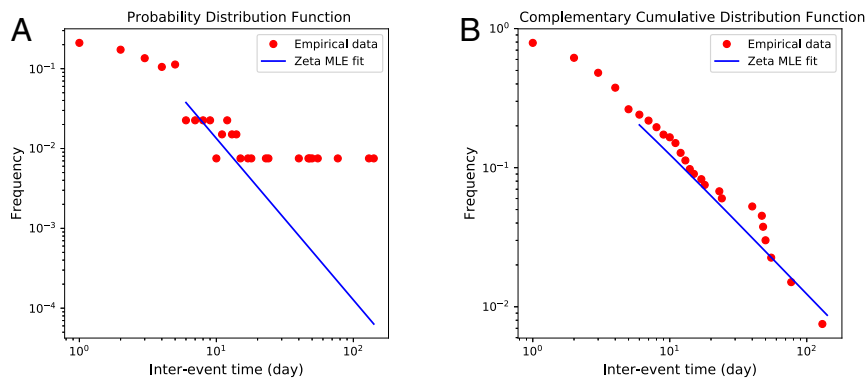 A
Probability Distribution Function
Empirical data
Zeta MLE fit
Frequency
10⁻¹
10⁻²
10⁻³
10⁻⁴
10⁰
10¹
10²
Inter-event time (day)
B
Complementary Cumulative Distribution Function
Empirical data
Zeta MLE fit
Frequency
10⁰
10⁻¹
10⁻²
10⁰
10¹
10²
Inter-event time (day)